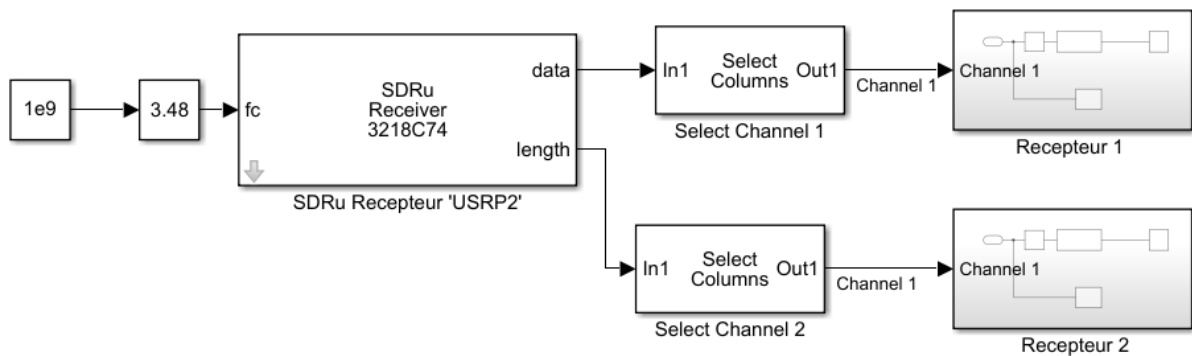 1e9
3.48
fc
SDRu
Receiver
3218C74
data
length
SDRu Recepteur 'USRP2'
In1
Select
Columns
Out1
Select Channel 1
Channel 1
Channel 1
Recepteur 1
In1
Select
Columns
Out1
Select Channel 2
Channel 1
Channel 1
Recepteur 2